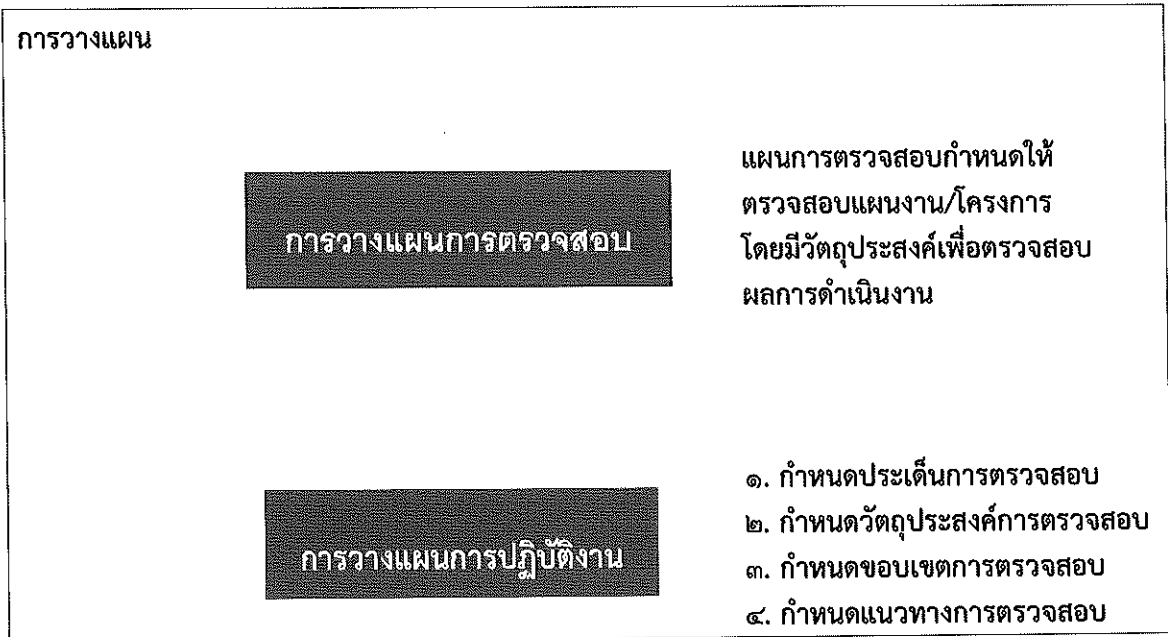 การวางแผน
การวางแผนการตรวจสอบ
แผนการตรวจสอบกำหนดให้
ตรวจสอบแผนงาน/โครงการ
โดยมีวัตถุประสงค์เพื่อตรวจสอบ
ผลการดำเนินงาน
การวางแผนการปฏิบัติงาน
๑. กำหนดประเด็นการตรวจสอบ
๒. กำหนดวัตถุประสงค์การตรวจสอบ
๓. กำหนดขอบเขตการตรวจสอบ
๔. กำหนดแนวทางการตรวจสอบ